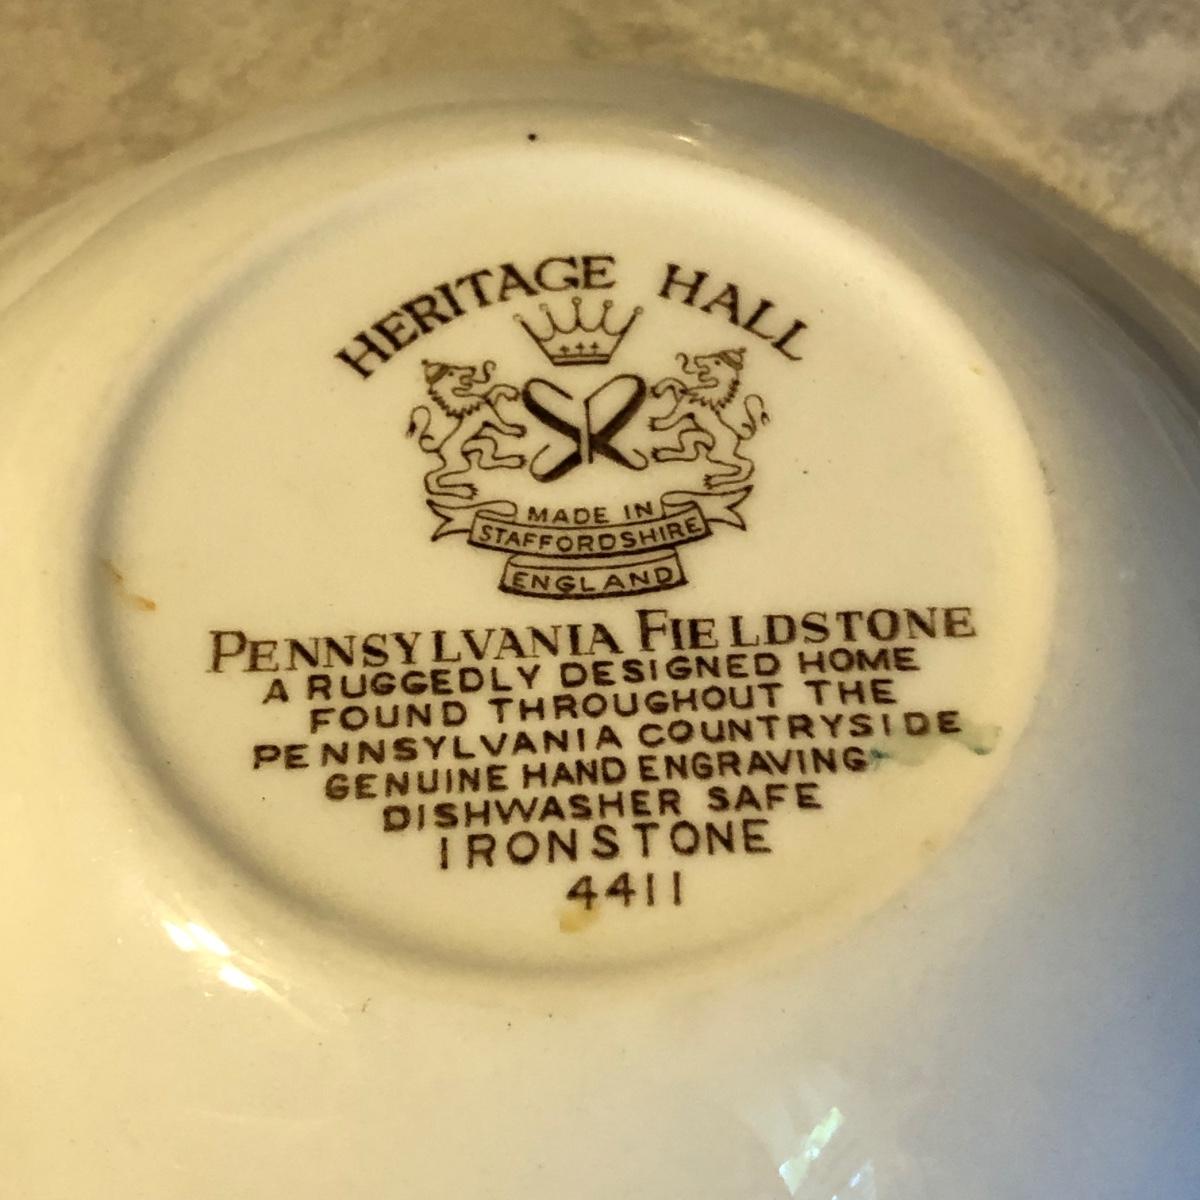 HERITAGE HALL
MADE IN
STAFFORDSHIRE
ENGLAND
PENNSYLVANIA FIELDSTONE
A RUGGEDLY DESIGNED HOME
FOUND THROUGHOUT THE
PENNSYLVANIA COUNTRYSIDE
GENUINE HAND ENGRAVING
DISHWASHER SAFE
IRONSTONE
4411